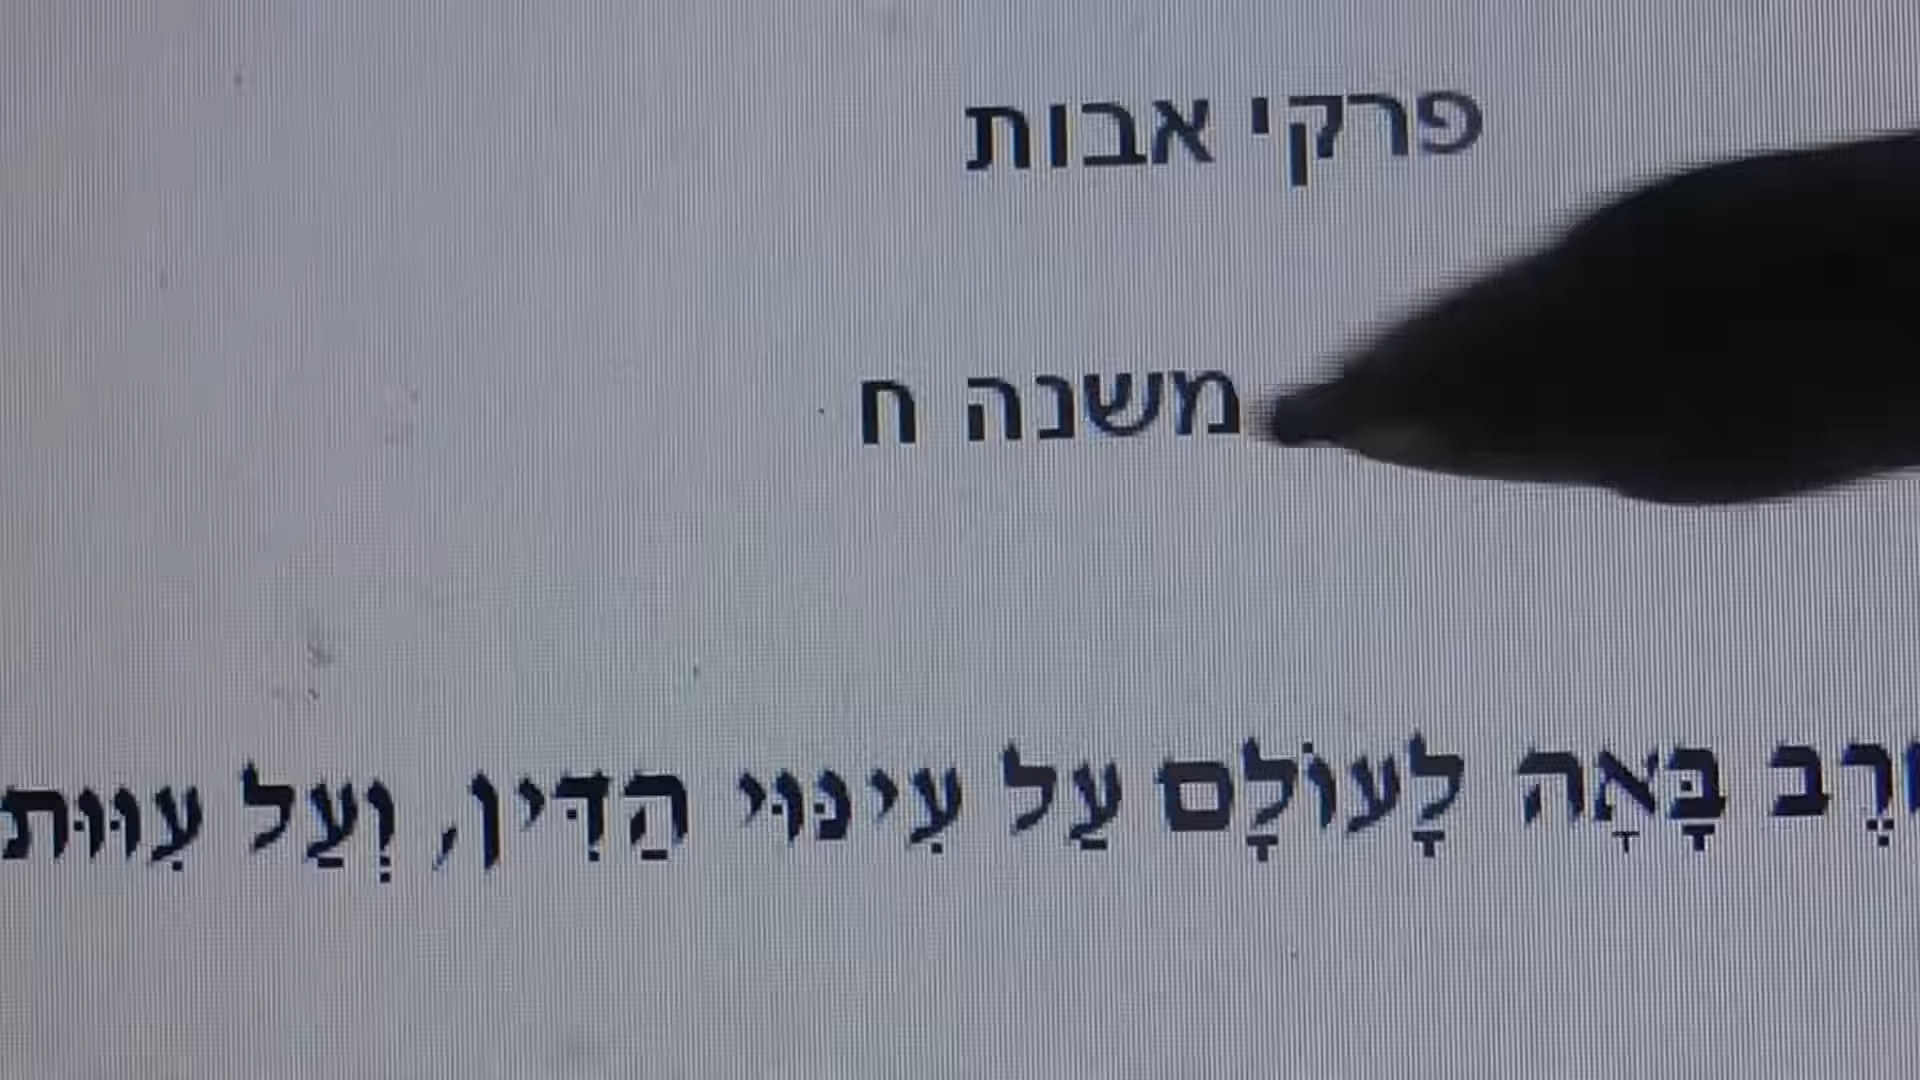 פרקי אבות
משנה ח
בָּאָה לָעוֹלָם עַל עִינּוּי הַדִּין, וְעַל עִוּוּת